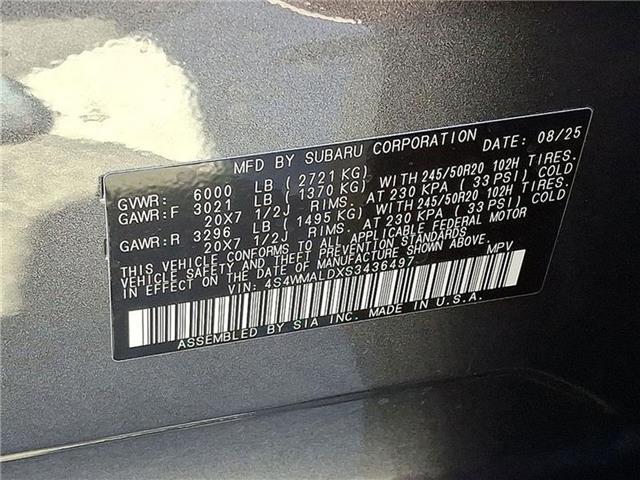 MFD BY SUBARU CORPORATION DATE: 08/25
GVWR: 6000 LB ( 2721 KG)
GAWR:F 3021 LB ( 1370 KG) WITH 245/50R20 102H TIRES.
20X7 1/2J RIMS. AT 230 KPA ( 33 PSI) COLD
GAWR:R 3296 LB ( 1495 KG) WITH 245/50R20 102H TIRES.
20X7 1/2J RIMS. AT 230 KPA ( 33 PSI) COLD
THIS VEHICLE CONFORMS TO ALL APPLICABLE FEDERAL MOTOR
VEHICLE SAFETY AND THEFT PREVENTION STANDARDS
IN EFFECT ON THE DATE OF MANUFACTURE SHOWN ABOVE.
VIN: 4S4WMALDXS3436497 MPV
ASSEMBLED BY SIA INC. MADE IN U.S.A.